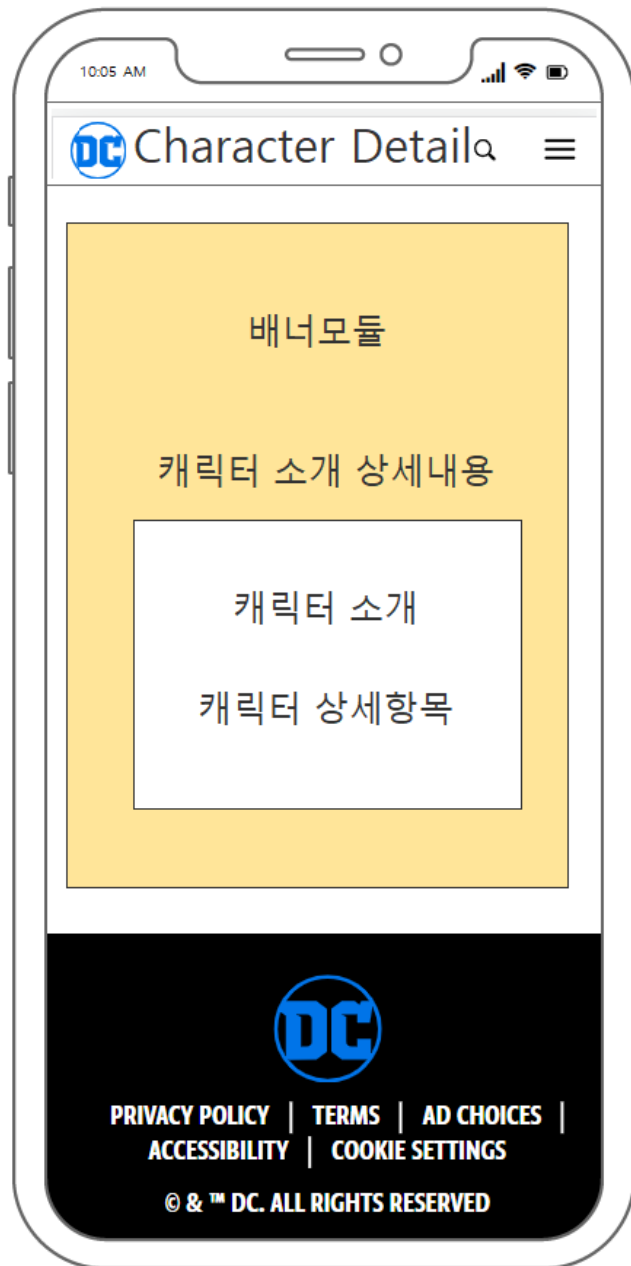 10:05 AM
DC Character Detail
배너모듈
캐릭터 소개 상세내용
캐릭터 소개
캐릭터 상세항목
DC
PRIVACY POLICY | TERMS | AD CHOICES |
ACCESSIBILITY | COOKIE SETTINGS
© & ™ DC. ALL RIGHTS RESERVED